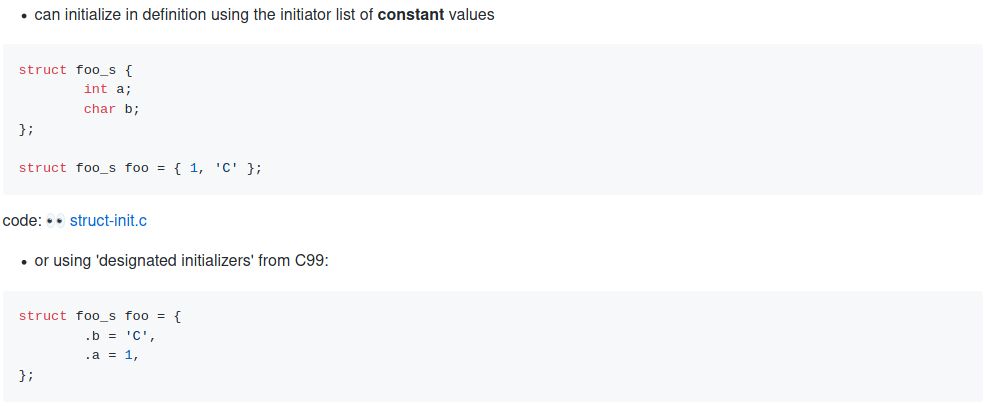 • can initialize in definition using the initiator list of constant values
struct foo_s {
        int a;
        char b;
};

struct foo_s foo = { 1, 'C' };
code: 👀 struct-init.c
• or using 'designated initializers' from C99:
struct foo_s foo = {
        .b = 'C',
        .a = 1,
};